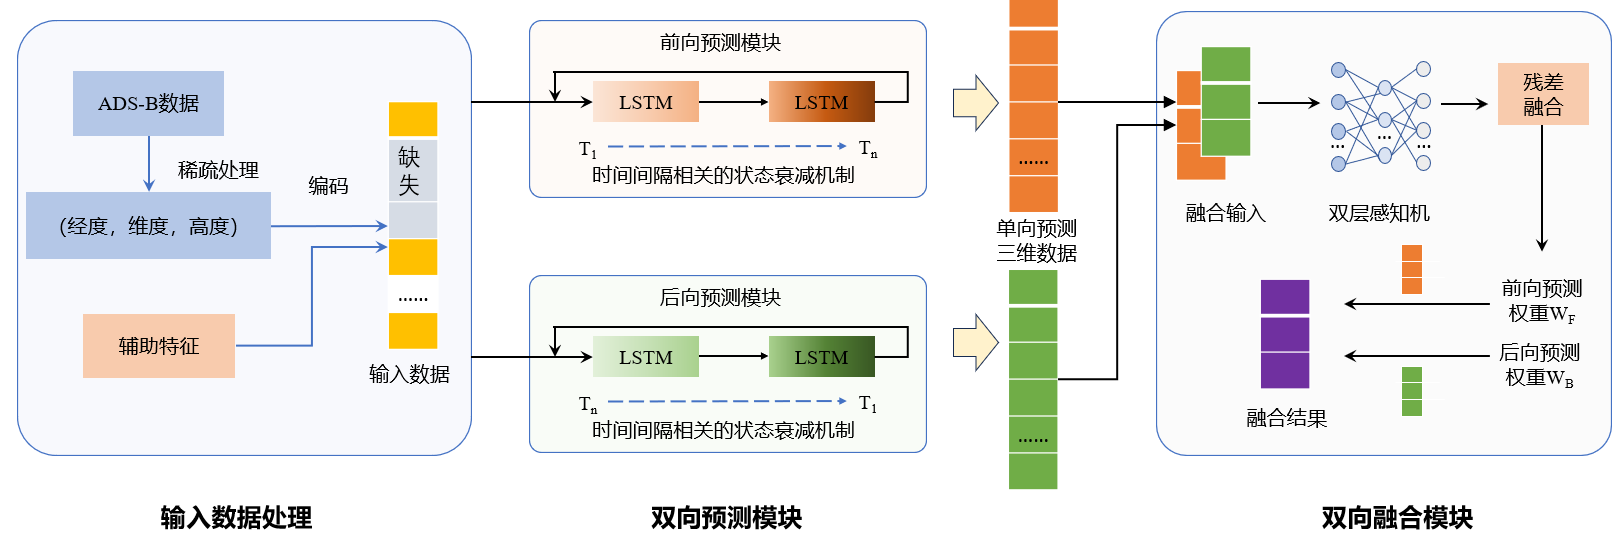 ADS-B数据
稀疏处理
(经度，维度，高度)
编码
缺
失
……
辅助特征
输入数据
输入数据处理
前向预测模块
LSTM
LSTM
T1
Tn
时间间隔相关的状态衰减机制
后向预测模块
LSTM
LSTM
Tn
T1
时间间隔相关的状态衰减机制
双向预测模块
……
单向预测
三维数据
……
融合输入
...
...
...
双层感知机
残差
融合
前向预测
权重WF
后向预测
权重WB
融合结果
双向融合模块